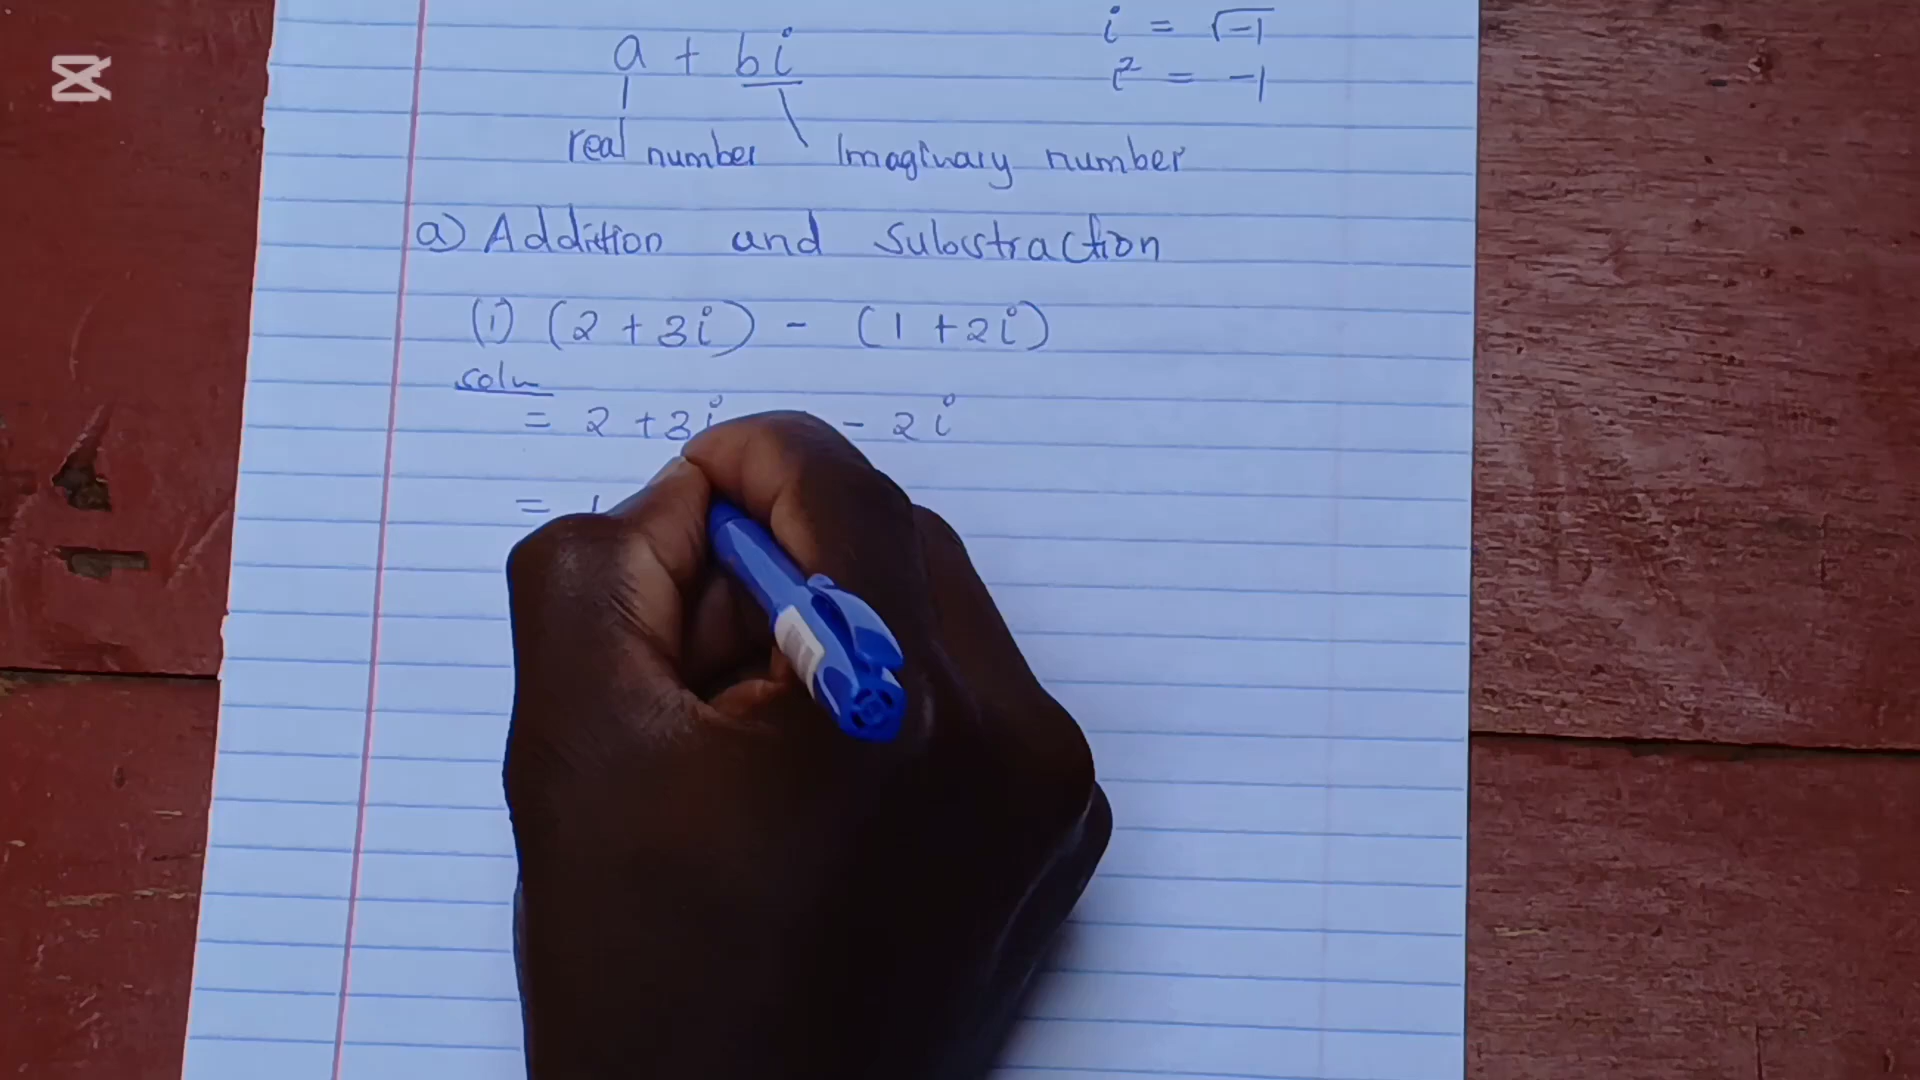 a + bi
i = √-1
i² = -1
real number Imaginary number
a) Addition and Substraction
(i) (2 + 3i) - (1 + 2i)
soln
= 2 + 3i - 2i
= 1